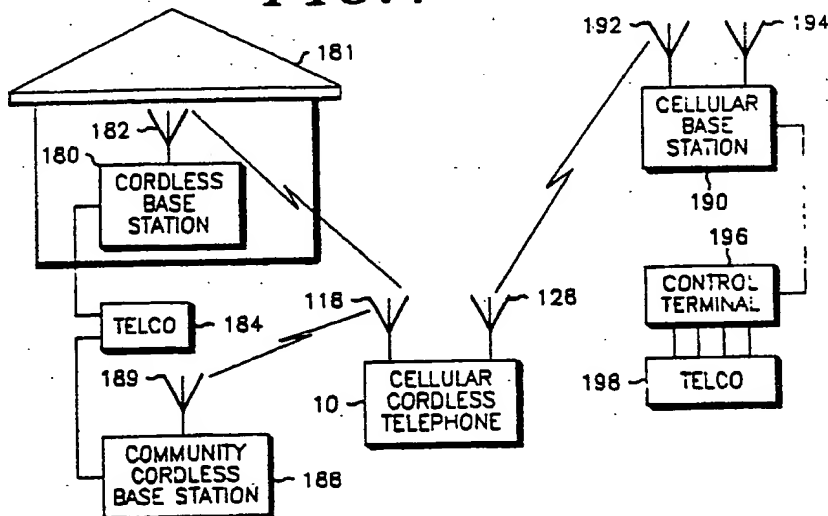 181
182
180
CORDLESS
BASE
STATION
TELCO
184
189
COMMUNITY
CORDLESS
BASE STATION
188
118
128
10
CELLULAR
CORDLESS
TELEPHONE
192
194
CELLULAR
BASE
STATION
190
196
CONTROL
TERMINAL
198
TELCO